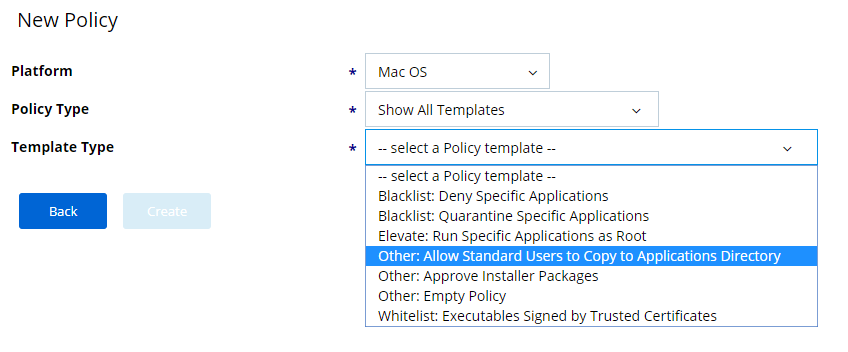 New Policy
Platform * Mac OS
Policy Type * Show All Templates
Template Type * -- select a Policy template --
-- select a Policy template --
Blacklist: Deny Specific Applications
Blacklist: Quarantine Specific Applications
Back Create
Elevate: Run Specific Applications as Root
Other: Allow Standard Users to Copy to Applications Directory
Other: Approve Installer Packages
Other: Empty Policy
Whitelist: Executables Signed by Trusted Certificates